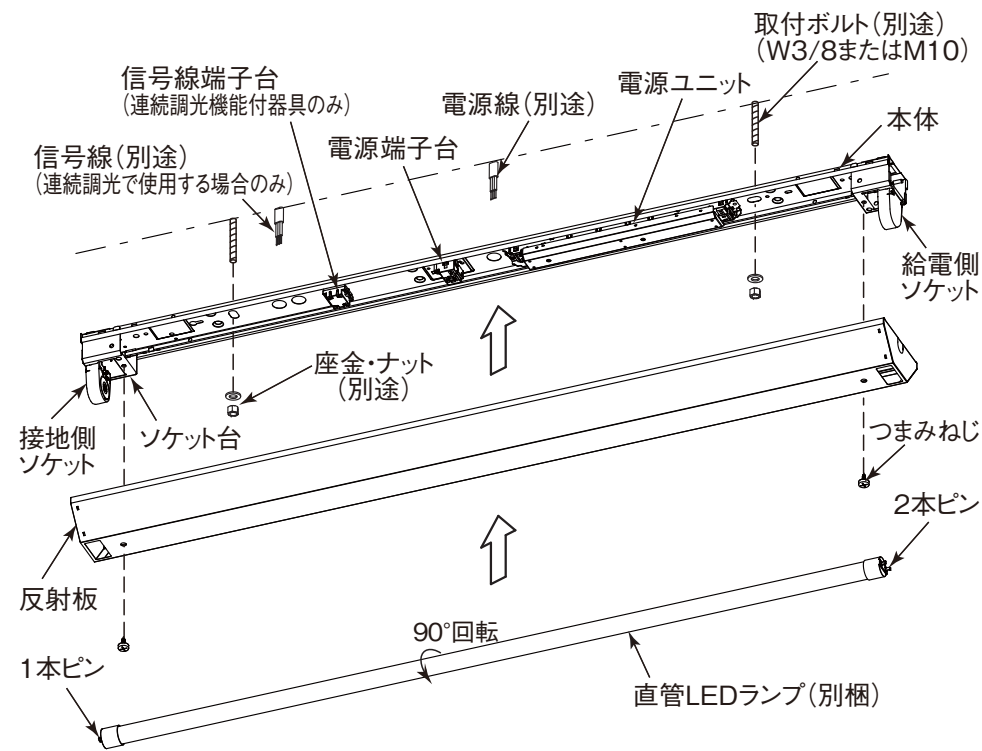 取付ボルト(別途)
(W3/8またはM10)
信号線端子台
(連続調光機能付器具のみ)
電源線(別途)
電源ユニット
本体
信号線(別途)
(連続調光で使用する場合のみ)
電源端子台
給電側
ソケット
座金・ナット
(別途)
接地側
ソケット
ソケット台
つまみねじ
2本ピン
反射板
90°回転
1本ピン
直管LEDランプ(別梱)